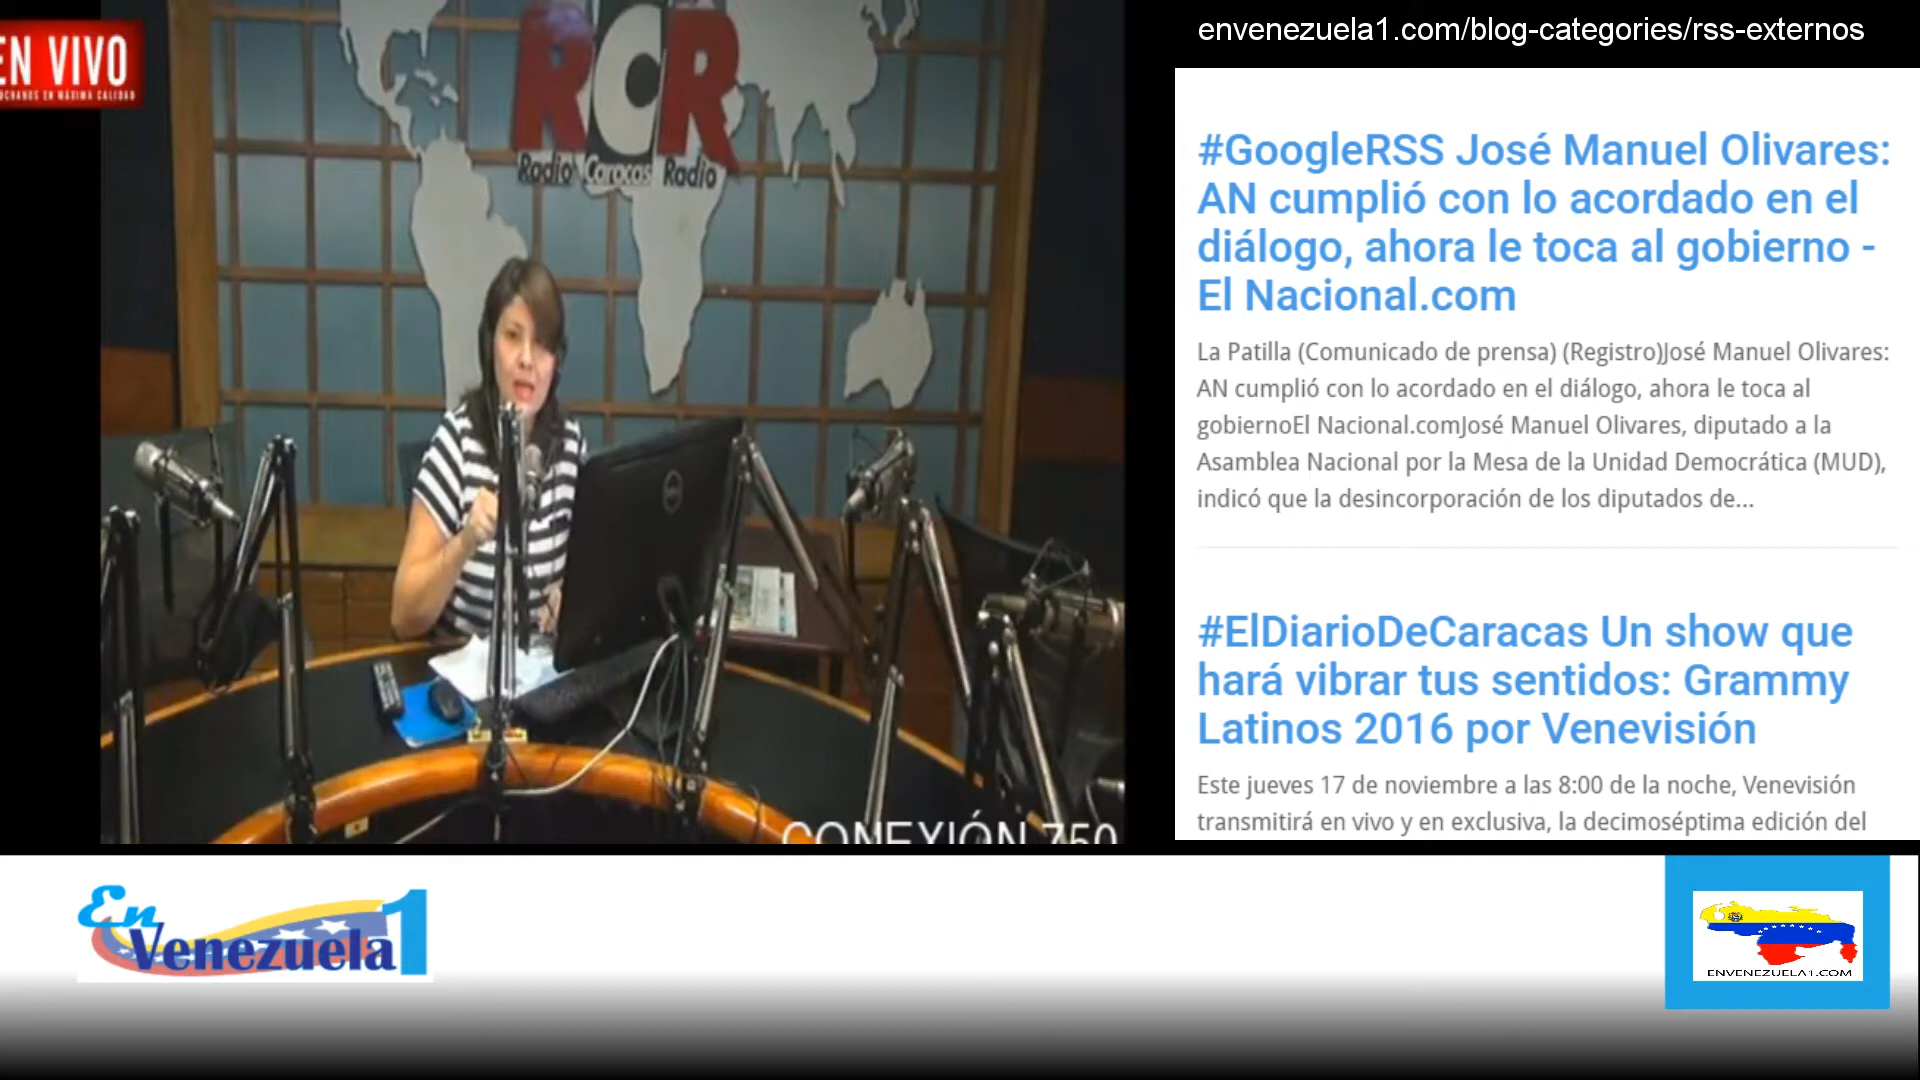 EN VIVO
EN MÁXIMA CALIDAD
RCR
Radio Caracas Radio
CONEXIÓN 750
envenezuela1.com/blog-categories/rss-externos
#GoogleRSS José Manuel Olivares:
AN cumplió con lo acordado en el
diálogo, ahora le toca al gobierno -
El Nacional.com
La Patilla (Comunicado de prensa) (Registro)José Manuel Olivares:
AN cumplió con lo acordado en el diálogo, ahora le toca al
gobiernoEl Nacional.comJosé Manuel Olivares, diputado a la
Asamblea Nacional por la Mesa de la Unidad Democrática (MUD),
indicó que la desincorporación de los diputados de...
#ElDiarioDeCaracas Un show que
hará vibrar tus sentidos: Grammy
Latinos 2016 por Venevisión
Este jueves 17 de noviembre a las 8:00 de la noche, Venevisión
transmitirá en vivo y en exclusiva, la decimoséptima edición del
En
Venezuela1
ENVENEZUELA1.COM